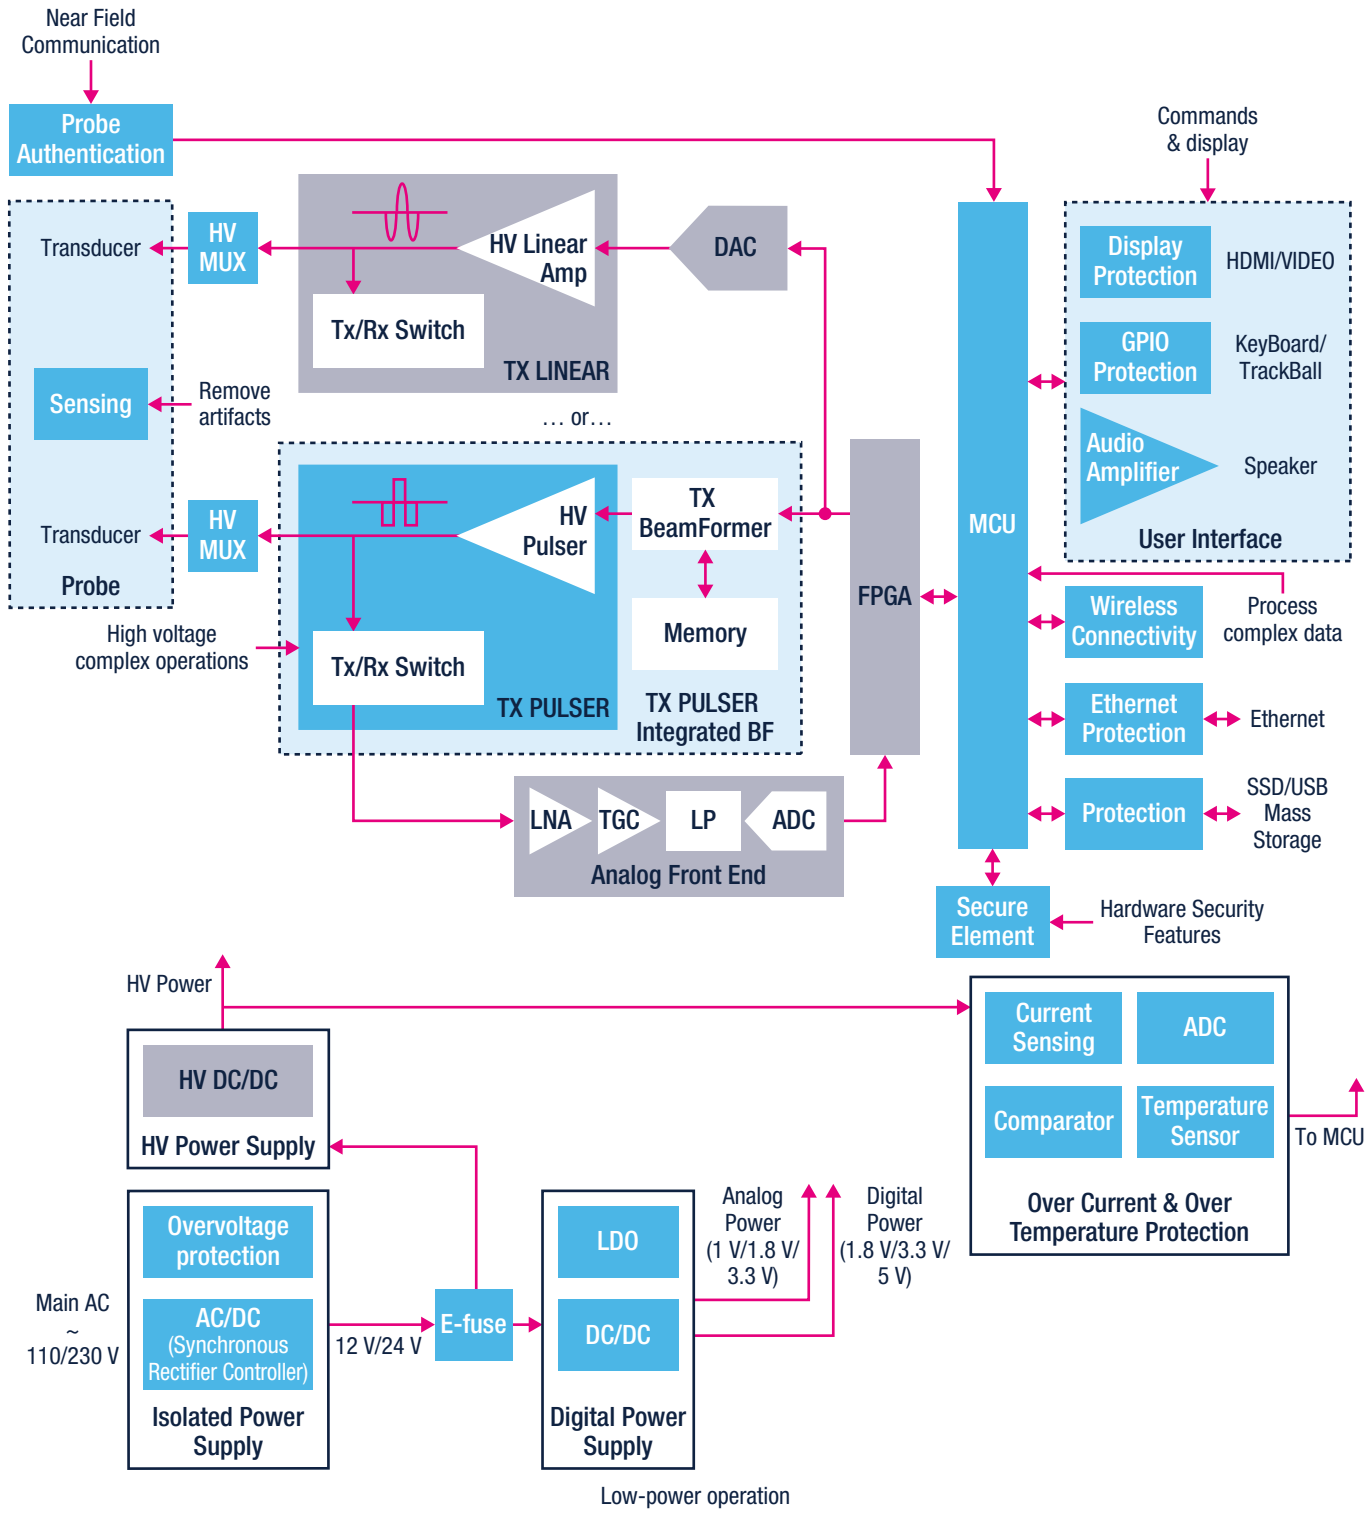 Near Field
Communication
Probe
Authentication
Commands
& display
Transducer
HV
MUX
HV Linear
Amp
DAC
Tx/Rx Switch
TX LINEAR
Display
Protection
HDMI/VIDEO
GPIO
Protection
KeyBoard/
TrackBall
Audio
Amplifier
Speaker
User Interface
Sensing
Remove
artifacts
... or...
Transducer
Probe
HV
MUX
HV
Pulser
TX
BeamFormer
Memory
Tx/Rx Switch
TX PULSER
TX PULSER
Integrated BF
High voltage
complex operations
FPGA
MCU
Process
complex data
Wireless
Connectivity
Ethernet
Protection
Ethernet
Protection
SSD/USB
Mass
Storage
LNA
TGC
LP
ADC
Analog Front End
Secure
Element
Hardware Security
Features
HV Power
HV DC/DC
HV Power Supply
Current
Sensing
ADC
Comparator
Temperature
Sensor
To MCU
Over Current & Over
Temperature Protection
Main AC
~
110/230 V
Overvoltage
protection
AC/DC
(Synchronous
Rectifier Controller)
Isolated Power
Supply
12 V/24 V
E-fuse
LDO
DC/DC
Digital Power
Supply
Analog
Power
(1 V/1.8 V/
3.3 V)
Digital
Power
(1.8 V/3.3 V/
5 V)
Low-power operation